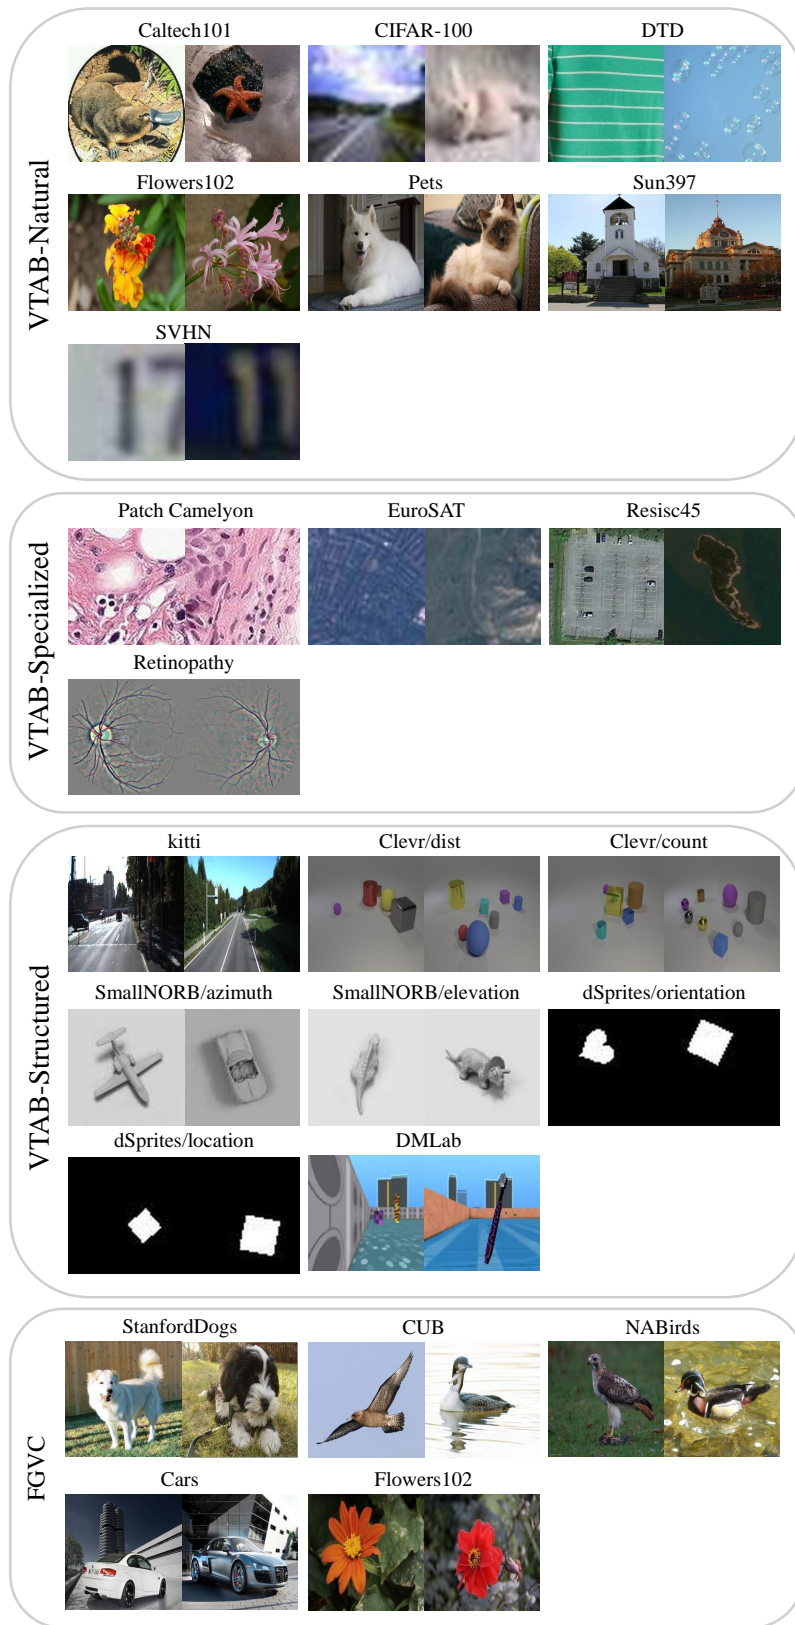 VTAB-Natural
Caltech101
CIFAR-100
DTD
Flowers102
Pets
Sun397
SVHN
17
11
VTAB-Specialized
Patch Camelyon
EuroSAT
Resisc45
Retinopathy
VTAB-Structured
kitti
Clevr/dist
Clevr/count
SmallNORB/azimuth
SmallNORB/elevation
dSprites/orientation
dSprites/location
DMLab
FGVC
StanfordDogs
CUB
NABirds
Cars
Flowers102